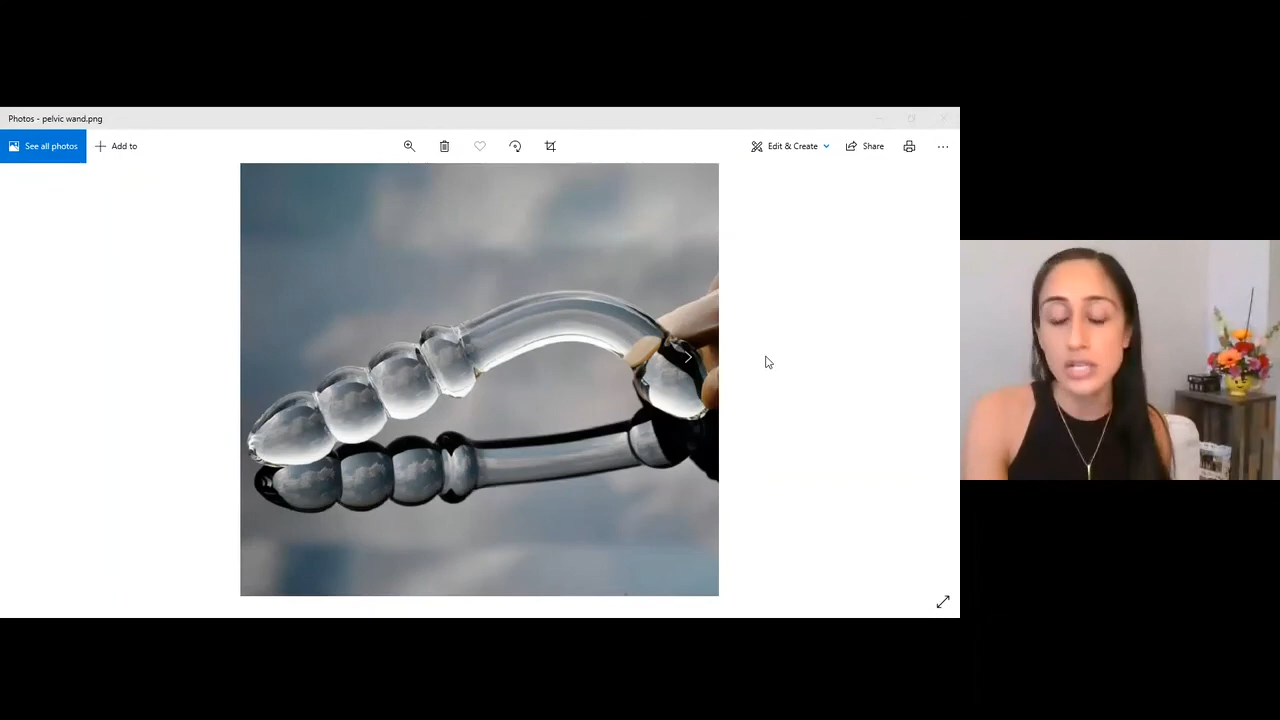 Photos - pelvic wand.png
See all photos
Add to
Edit & Create
Share